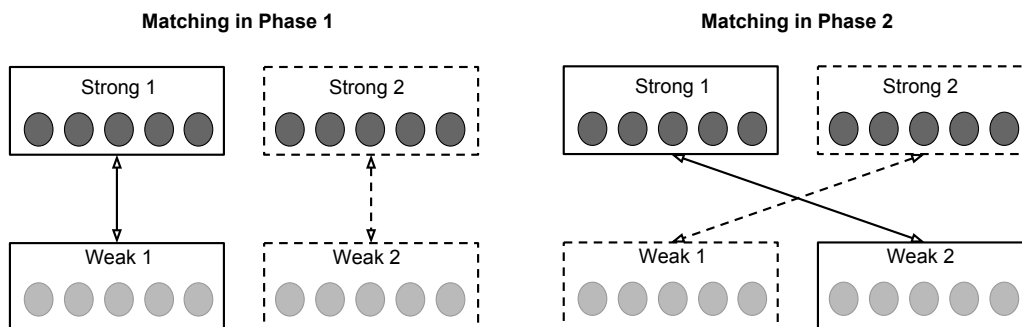 Matching in Phase 1
Matching in Phase 2
Strong 1
Strong 2
Strong 1
Strong 2
Weak 1
Weak 2
Weak 1
Weak 2